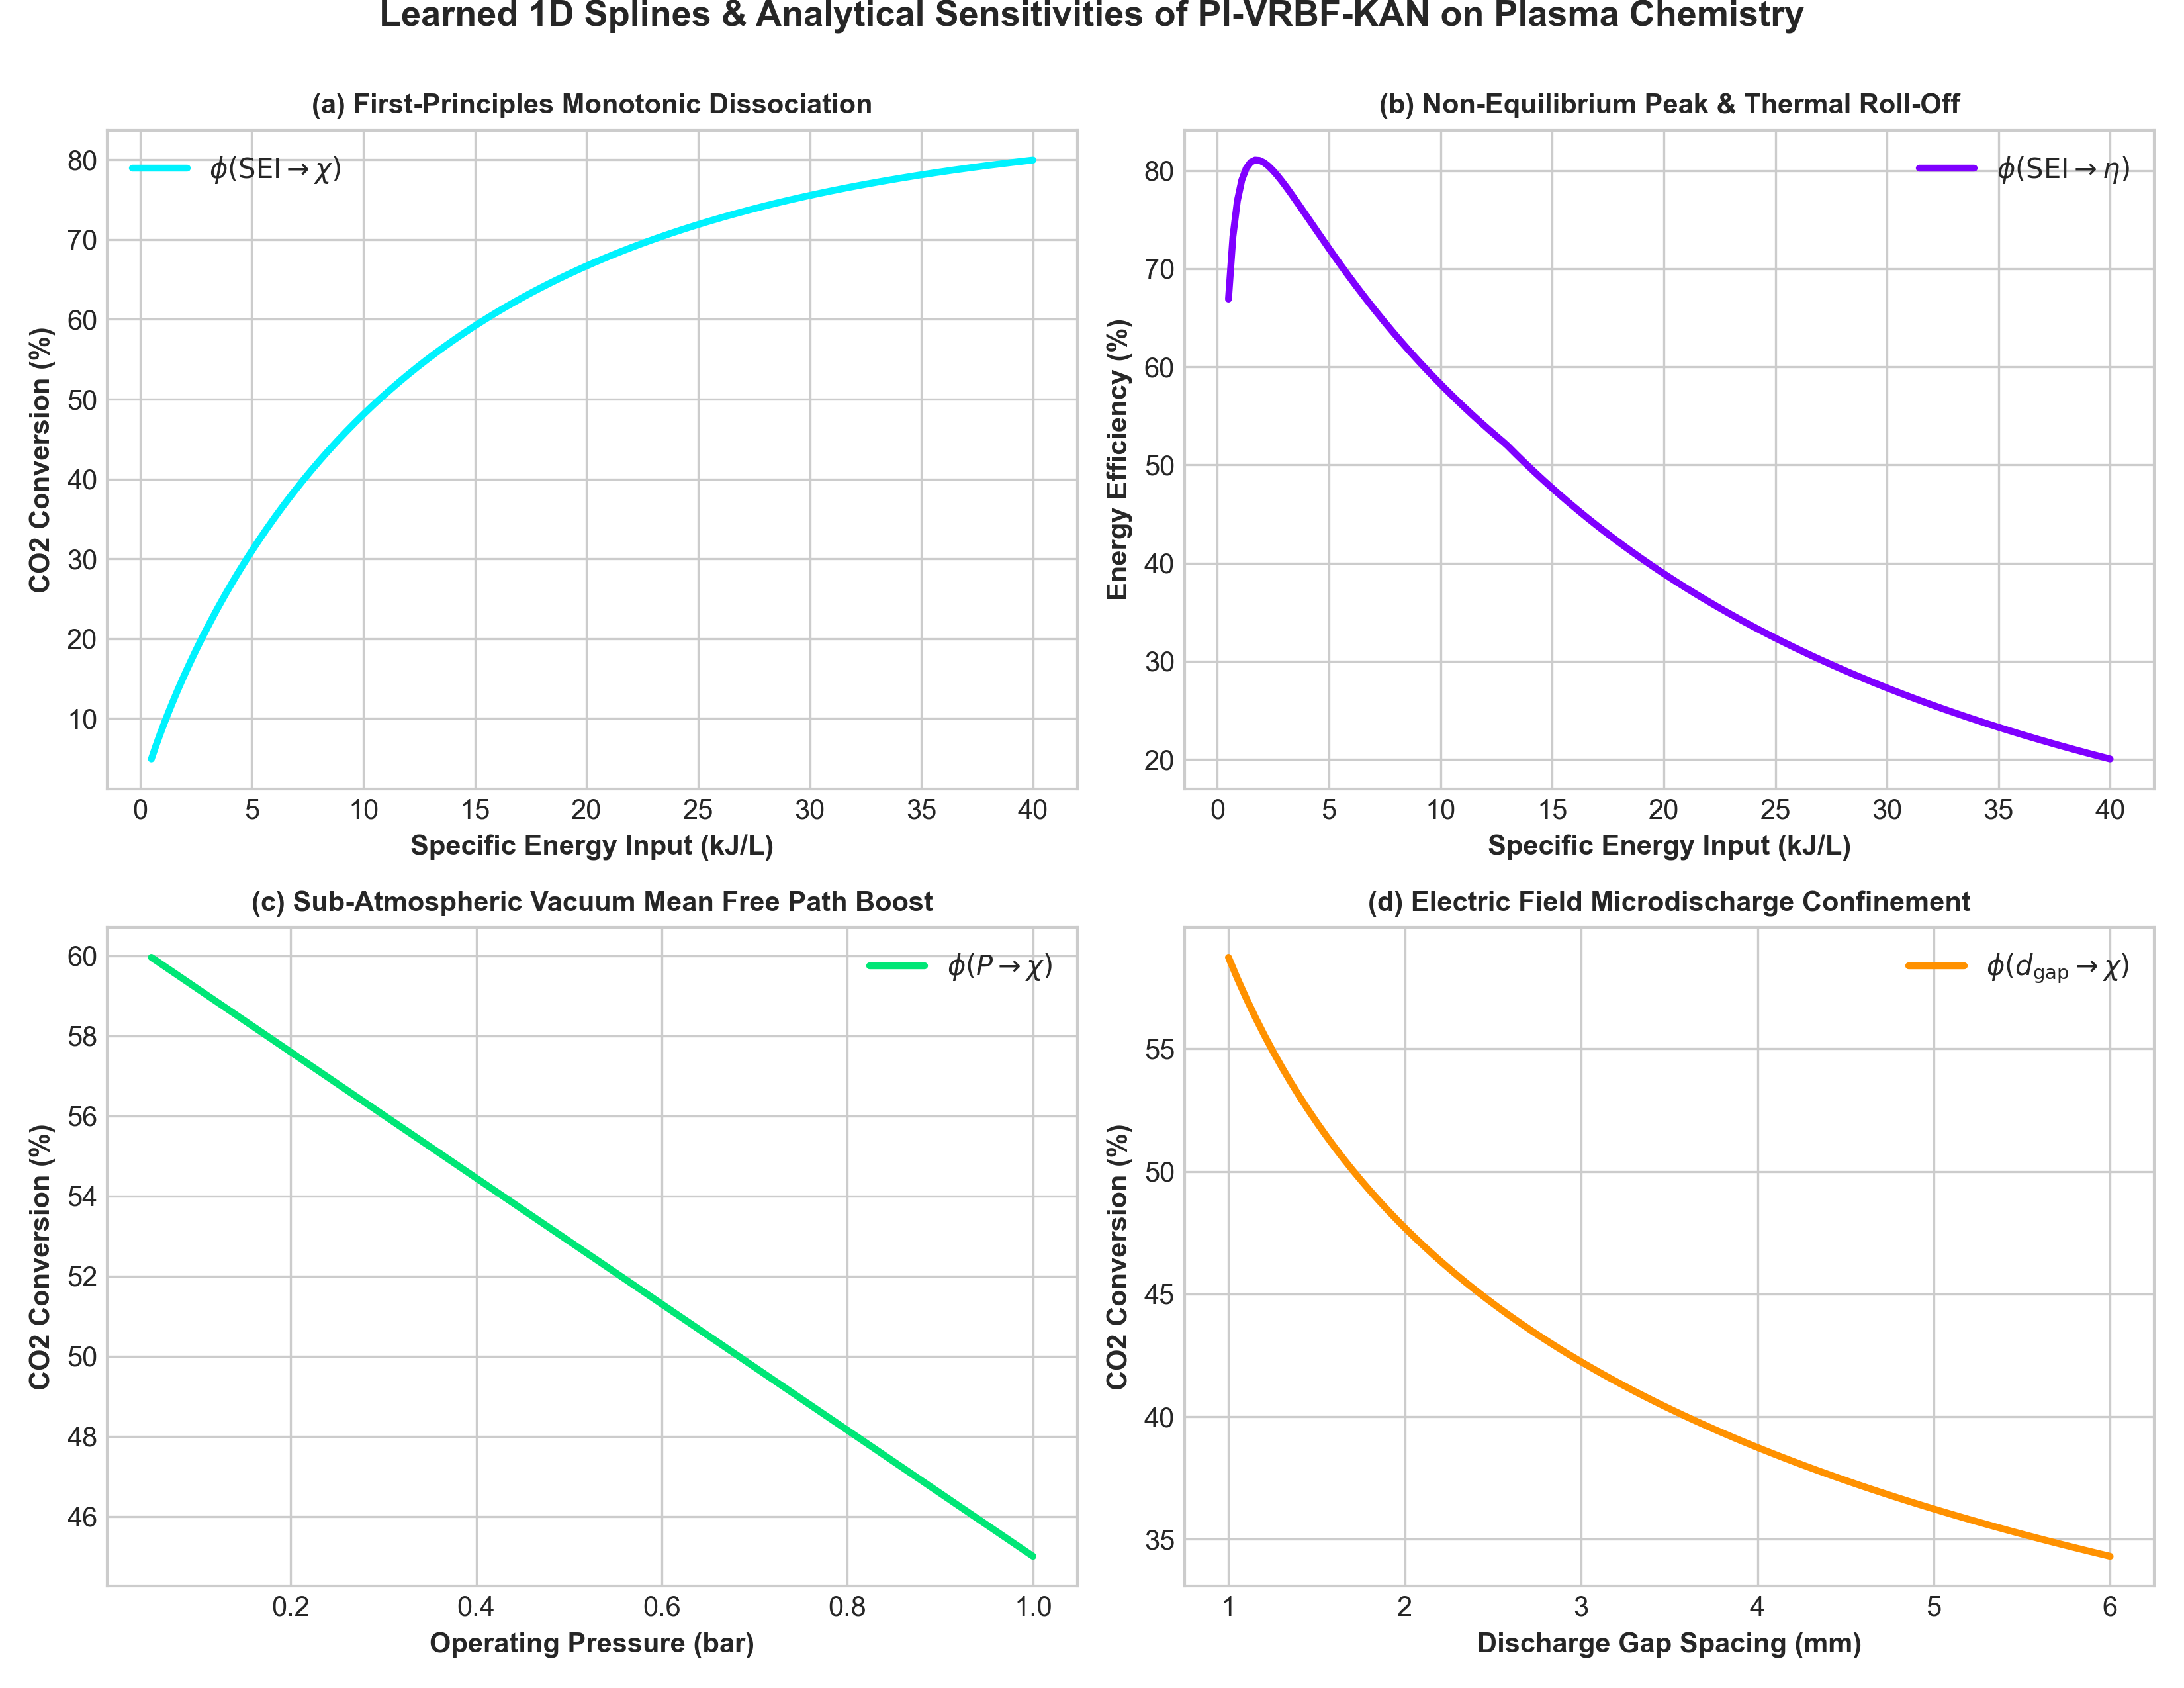 Learned 1D Splines & Analytical Sensitivities of PI-VRBF-KAN on Plasma Chemistry
(a) First-Principles Monotonic Dissociation
ϕ(SEI→χ)
CO2 Conversion (%)
80
70
60
50
40
30
20
10
0 5 10 15 20 25 30 35 40
Specific Energy Input (kJ/L)
(b) Non-Equilibrium Peak & Thermal Roll-Off
ϕ(SEI→η)
Energy Efficiency (%)
80
70
60
50
40
30
20
0 5 10 15 20 25 30 35 40
Specific Energy Input (kJ/L)
(c) Sub-Atmospheric Vacuum Mean Free Path Boost
ϕ(P→χ)
CO2 Conversion (%)
60
58
56
54
52
50
48
46
0.2 0.4 0.6 0.8 1.0
Operating Pressure (bar)
(d) Electric Field Microdischarge Confinement
ϕ(d_gap→χ)
CO2 Conversion (%)
55
50
45
40
35
1 2 3 4 5 6
Discharge Gap Spacing (mm)